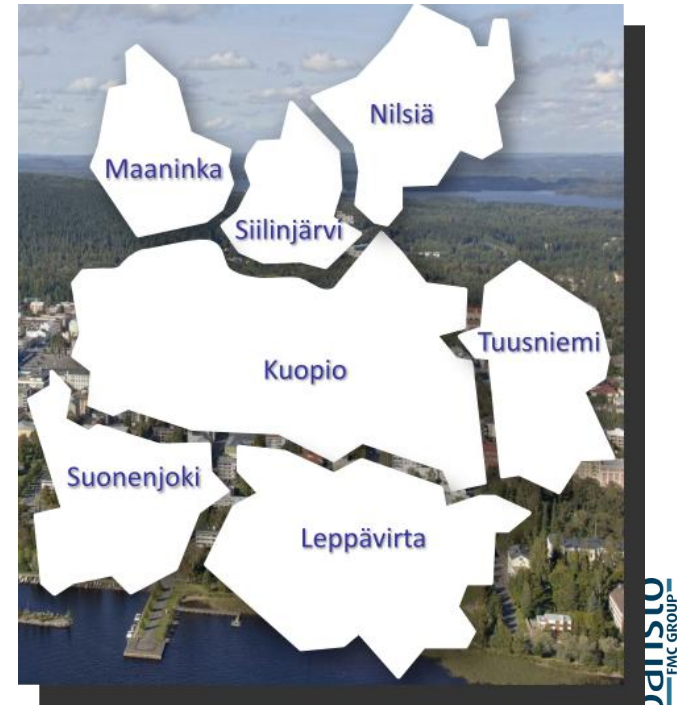 Nilsiä
Maaninka
Siilinjärvi
Tuusniemi
Kuopio
Suonenjoki
Leppävirta
FMC GROUP